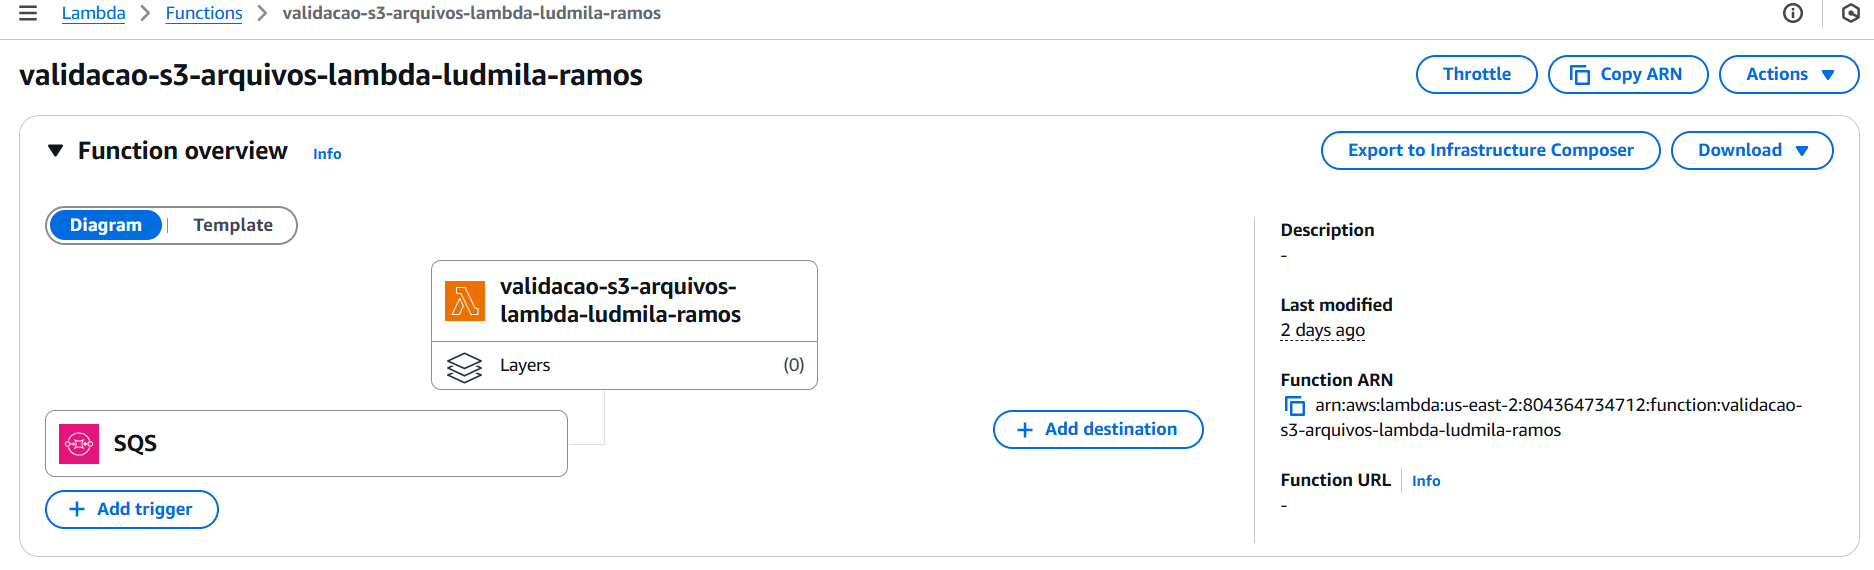 Lambda > Functions > validacao-s3-arquivos-lambda-ludmila-ramos
validacao-s3-arquivos-lambda-ludmila-ramos
Throttle
Copy ARN
Actions
Function overview Info
Export to Infrastructure Composer
Download
Diagram | Template
validacao-s3-arquivos-
lambda-ludmila-ramos
Layers (0)
SQS
Add trigger
Add destination
Description
-
Last modified
2 days ago
Function ARN
arn:aws:lambda:us-east-2:804364734712:function:validacao-
s3-arquivos-lambda-ludmila-ramos
Function URL | Info
-